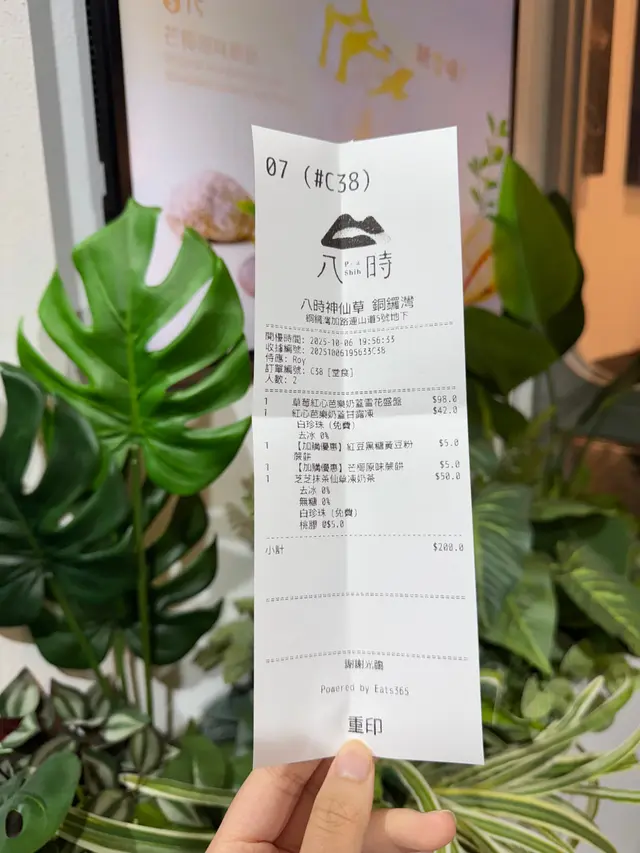 07 (#C38)
八 Pa Shih 時
八時神仙草 銅鑼灣
銅鑼灣加路連山道5號地下
開檯時間: 2025-10-06 19:56:33
收據編號: 20251006195633C38
侍應: Roy
訂單編號: C38 [堂食]
人數: 2
1 草莓紅心芭樂奶蓋雪花盛盤 $98.0
1 紅心芭樂奶蓋甘露凍 $42.0
白珍珠 (免費)
去冰 0%
1 【加購優惠】紅豆黑糖黃豆粉 $5.0
蕨餅
1 【加購優惠】芒椰原味蕨餅 $5.0
1 芝芝抹茶仙草凍奶茶 $50.0
去冰 0%
無糖 0%
白珍珠 (免費)
桃膠 @$5.0
小計 $200.0
謝謝光臨
Powered by Eats365
重印